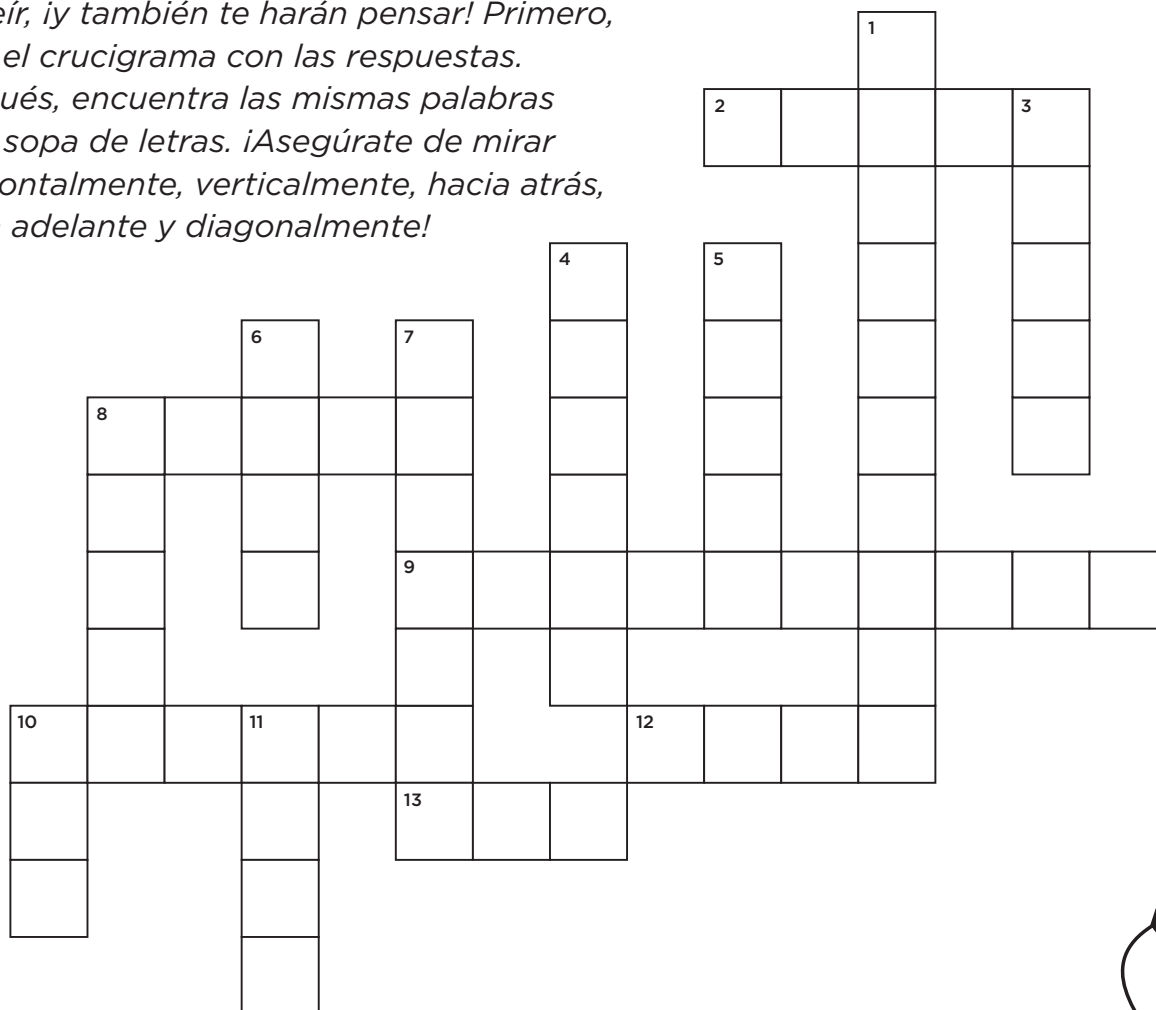 eír, ¡y también te harán pensar! Primero,
el crucigrama con las respuestas.
ués, encuentra las mismas palabras
sopa de letras. ¡Asegúrate de mirar
ontalmente, verticalmente, hacia atrás,
adelante y diagonalmente!
1
2 3
4 5
6 7
8
9
10 11 12
13